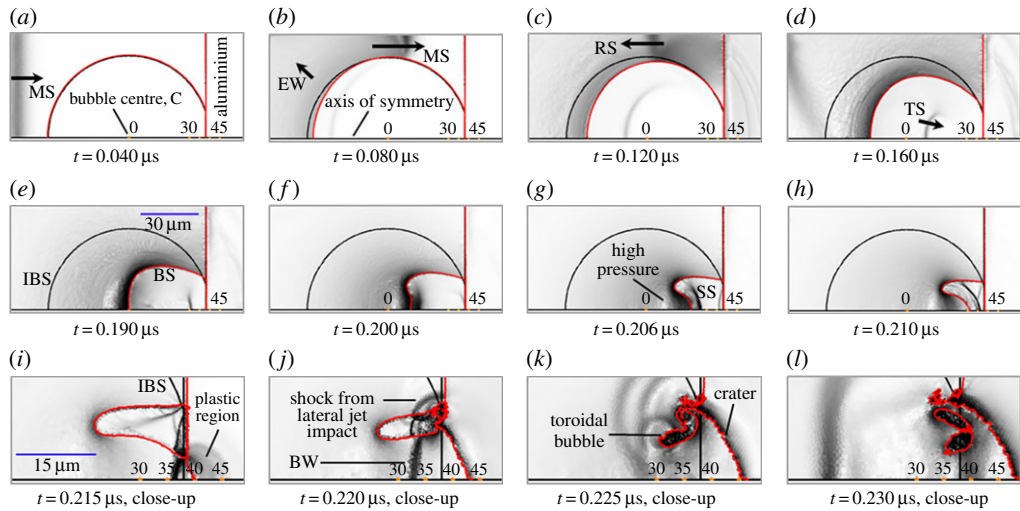 (a)
(b)
(c)
(d)
MS
aluminium
bubble centre, C
0
30
45
MS
EW
axis of symmetry
0
30
45
RS
0
30
45
TS
0
30
45
t = 0.040 µs
t = 0.080 µs
t = 0.120 µs
t = 0.160 µs
(e)
(f)
(g)
(h)
30 µm
IBS
BS
45
0
45
high
pressure
SS
0
45
0
45
t = 0.190 µs
t = 0.200 µs
t = 0.206 µs
t = 0.210 µs
(i)
(j)
(k)
(l)
IBS
plastic
region
15 µm
30 35 40 45
shock from
lateral jet
impact
BW
30 35 40 45
toroidal
bubble
crater
30 35 40 45
30 35 40 45
t = 0.215 µs, close-up
t = 0.220 µs, close-up
t = 0.225 µs, close-up
t = 0.230 µs, close-up